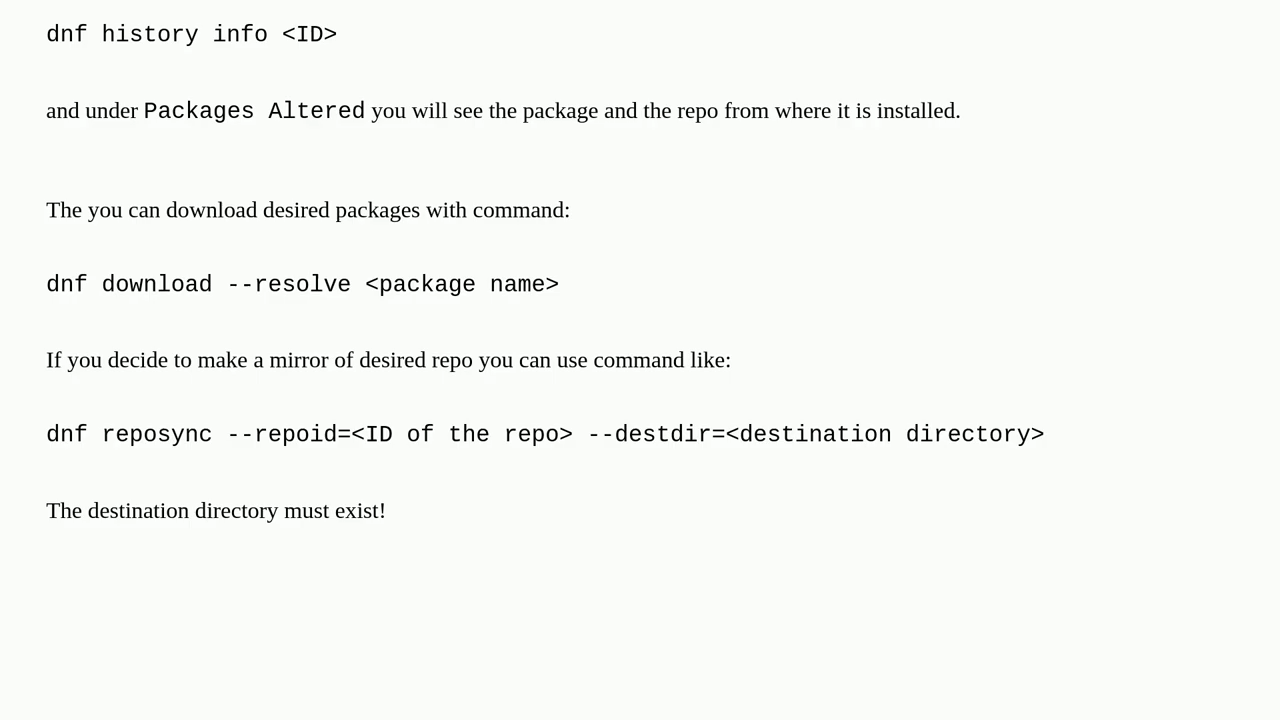 dnf history info <ID>
and under Packages Altered you will see the package and the repo from where it is installed.
The you can download desired packages with command:
dnf download --resolve <package name>
If you decide to make a mirror of desired repo you can use command like:
dnf reposync --repoid=<ID of the repo> --destdir=<destination directory>
The destination directory must exist!